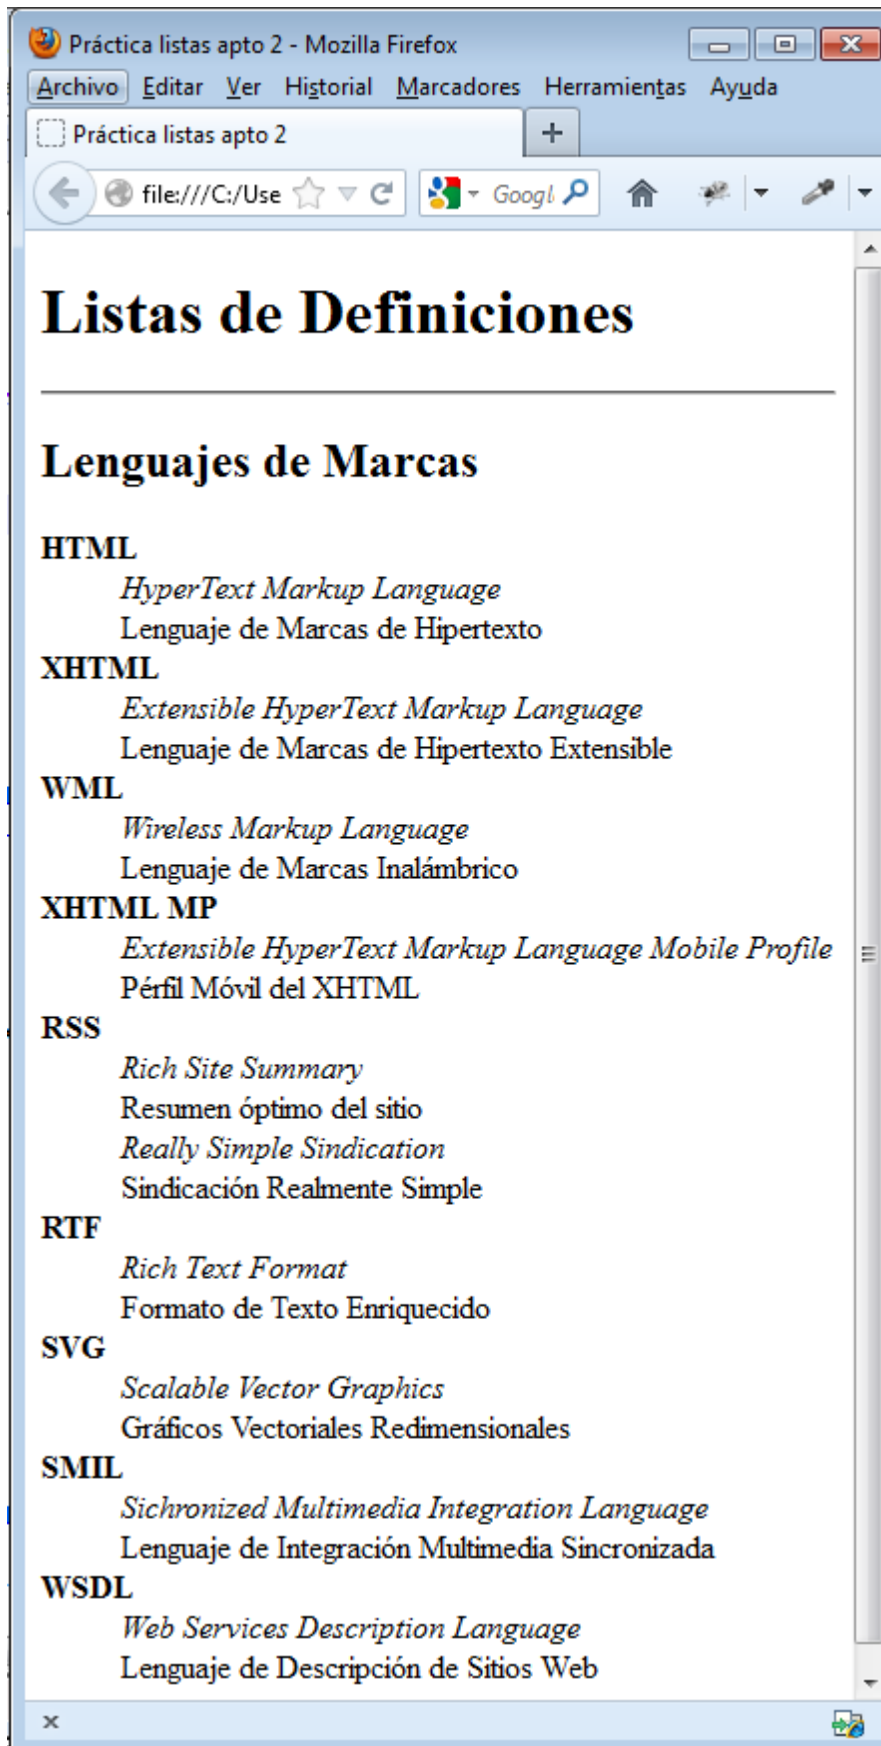 Práctica listas apto 2 - Mozilla Firefox
Archivo Editar Ver Historial Marcadores Herramientas Ayuda
Práctica listas apto 2
file:///C:/Use Googl
Listas de Definiciones
Lenguajes de Marcas
HTML
HyperText Markup Language
Lenguaje de Marcas de Hipertexto
XHTML
Extensible HyperText Markup Language
Lenguaje de Marcas de Hipertexto Extensible
WML
Wireless Markup Language
Lenguaje de Marcas Inalámbrico
XHTML MP
Extensible HyperText Markup Language Mobile Profile
Pérfil Móvil del XHTML
RSS
Rich Site Summary
Resumen óptimo del sitio
Really Simple Sindication
Sindicación Realmente Simple
RTF
Rich Text Format
Formato de Texto Enriquecido
SVG
Scalable Vector Graphics
Gráficos Vectoriales Redimensionales
SMIL
Sichronized Multimedia Integration Language
Lenguaje de Integración Multimedia Sincronizada
WSDL
Web Services Description Language
Lenguaje de Descripción de Sitios Web